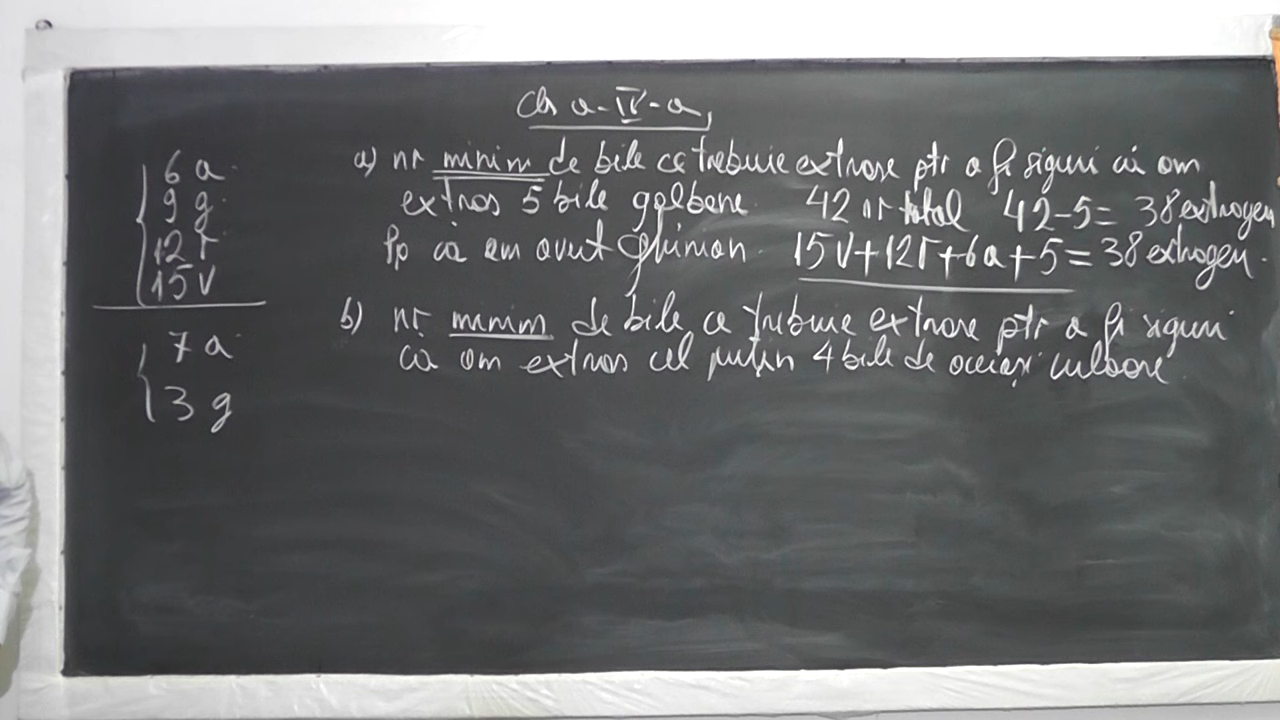 cls a-IV-a,
6 a
9 g
12 r
15 V
7 a
3 g
a) nr minim de bile ce trebuie extrase ptr a fi siguri că am
extras 5 bile galbene. 42 nr total 42-5= 38 extrageri
Pp că am avut ghinion. 15V+12r+6a+5=38 extrageri.
b) nr minim de bile ce trebuie extrase ptr a fi siguri
că am extras cel puțin 4 bile de aceeași culoare